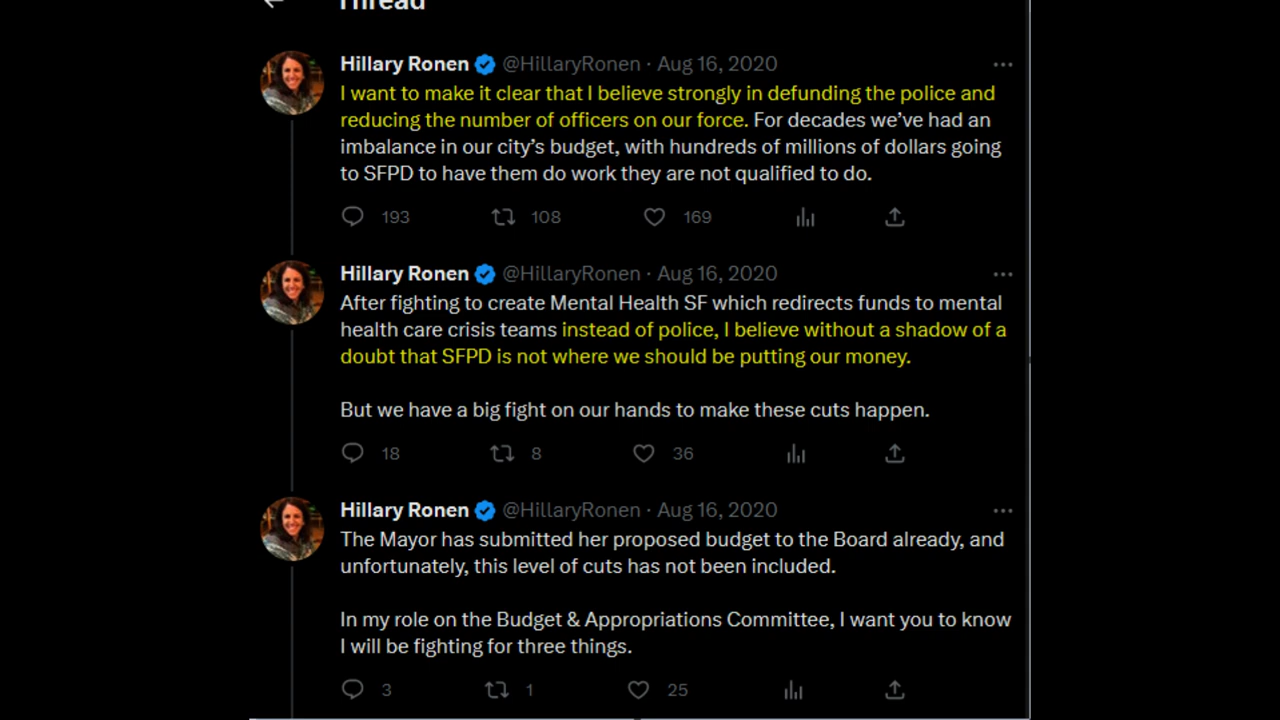 Thread
Hillary Ronen @HillaryRonen · Aug 16, 2020
I want to make it clear that I believe strongly in defunding the police and
reducing the number of officers on our force. For decades we’ve had an
imbalance in our city’s budget, with hundreds of millions of dollars going
to SFPD to have them do work they are not qualified to do.
193 108 169
Hillary Ronen @HillaryRonen · Aug 16, 2020
After fighting to create Mental Health SF which redirects funds to mental
health care crisis teams instead of police, I believe without a shadow of a
doubt that SFPD is not where we should be putting our money.
But we have a big fight on our hands to make these cuts happen.
18 8 36
Hillary Ronen @HillaryRonen · Aug 16, 2020
The Mayor has submitted her proposed budget to the Board already, and
unfortunately, this level of cuts has not been included.
In my role on the Budget & Appropriations Committee, I want you to know
I will be fighting for three things.
3 1 25